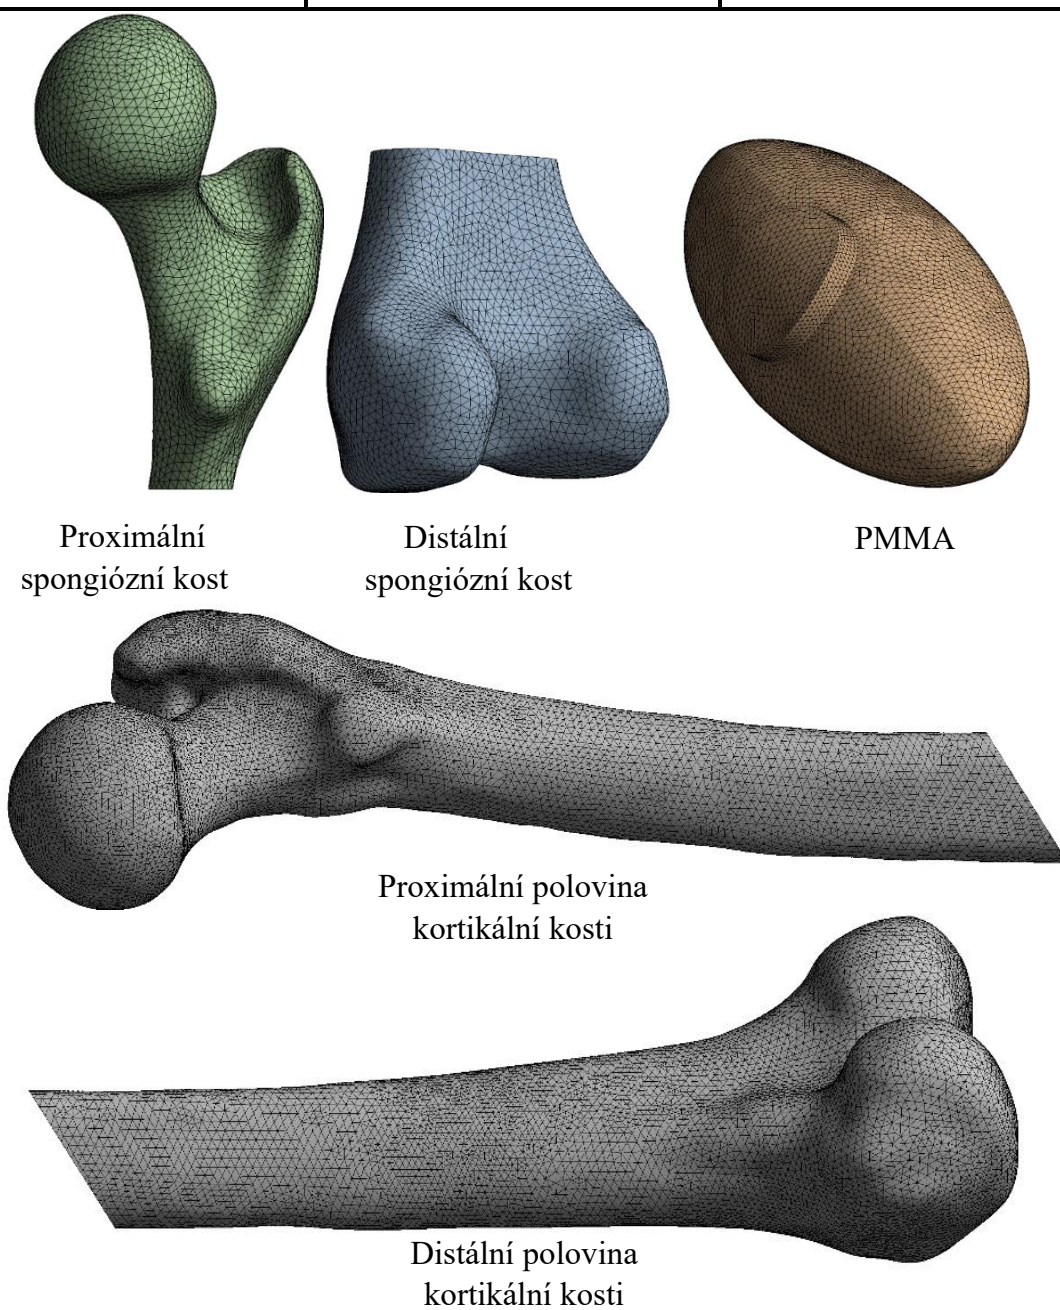 Proximální
spongiózní kost
Distální
spongiózní kost
PMMA
Proximální polovina
kortikální kosti
Distální polovina
kortikální kosti